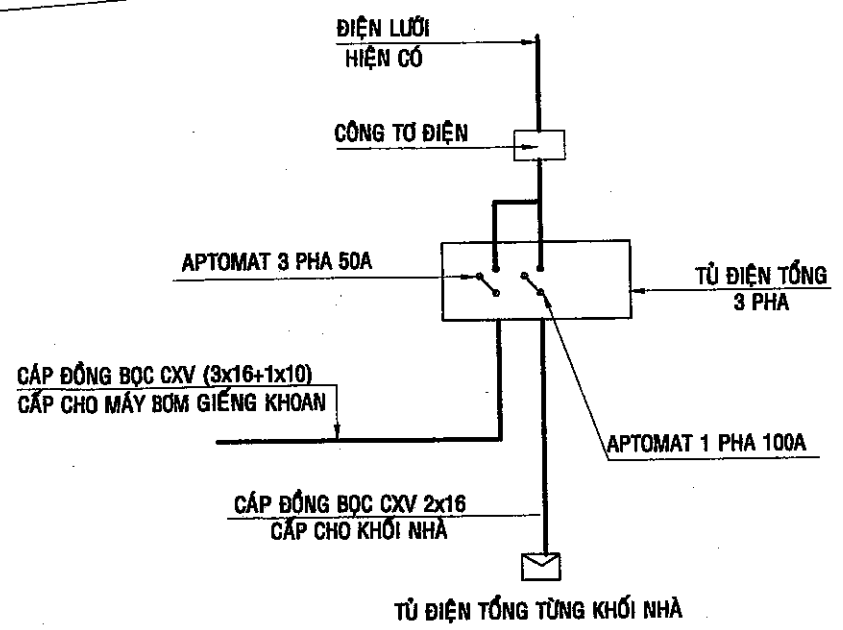 ĐIỆN LƯỚI
HIỆN CÓ
CÔNG TƠ ĐIỆN
APTOMAT 3 PHA 50A
TỦ ĐIỆN TỔNG
3 PHA
CÁP ĐỒNG BỌC CXV (3x16+1x10)
CẤP CHO MÁY BƠM GIẾNG KHOAN
APTOMAT 1 PHA 100A
CÁP ĐỒNG BỌC CXV 2x16
CẤP CHO KHỐI NHÀ
TỦ ĐIỆN TỔNG TỪNG KHỐI NHÀ